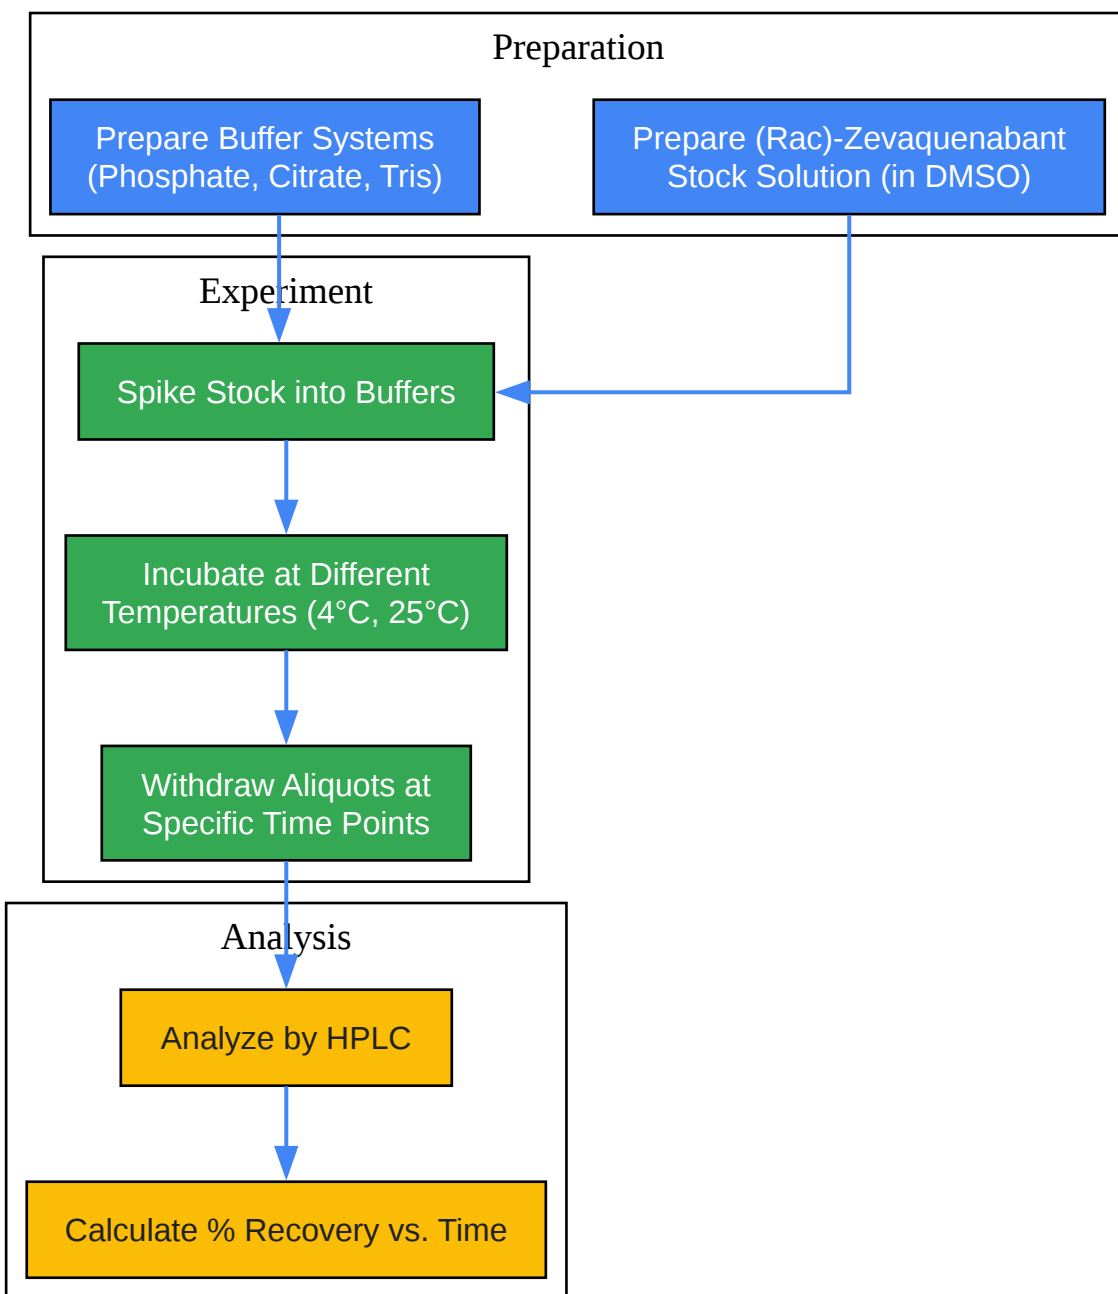 Preparation
Prepare Buffer Systems
(Phosphate, Citrate, Tris)
Prepare (Rac)-Zevaquenabant
Stock Solution (in DMSO)
Experiment
Spike Stock into Buffers
Incubate at Different
Temperatures (4°C, 25°C)
Withdraw Aliquots at
Specific Time Points
Analysis
Analyze by HPLC
Calculate % Recovery vs. Time